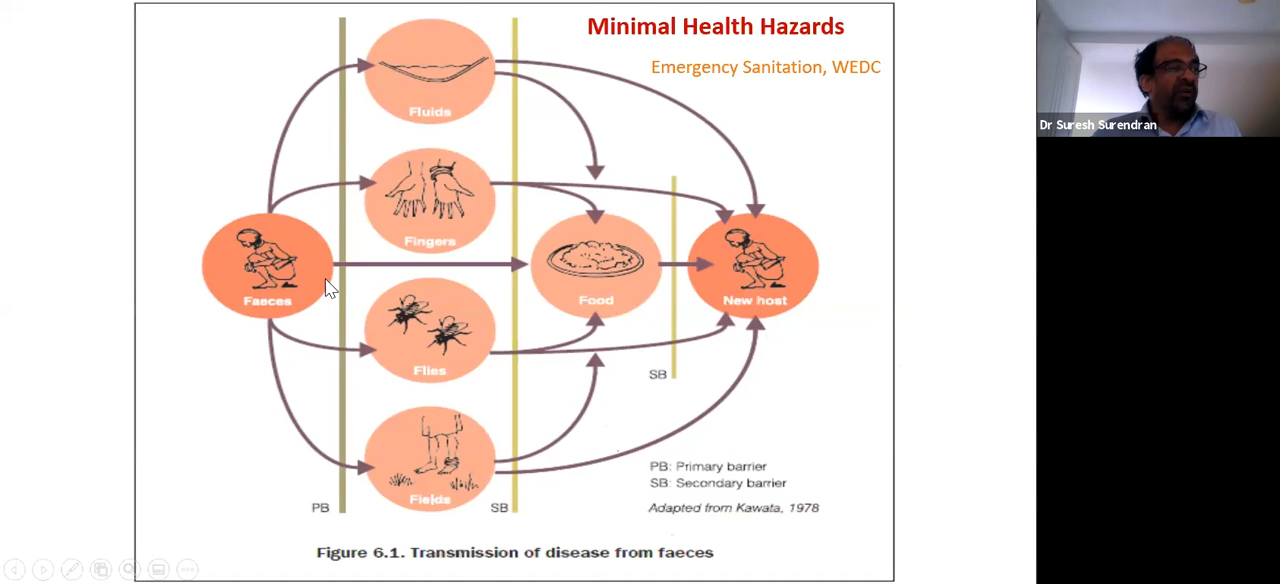 Minimal Health Hazards
Emergency Sanitation, WEDC
Dr Suresh Surendran
Fluids
Fingers
Faeces
Food
New host
Flies
SB
Fields
PB
SB
PB: Primary barrier
SB: Secondary barrier
Adapted from Kawata, 1978
Figure 6.1. Transmission of disease from faeces